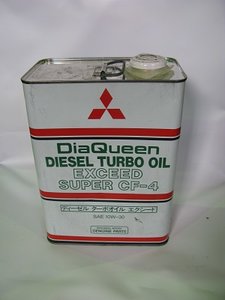 DiaQueen
DIESEL TURBO OIL
EXCEED
SUPER CF-4
ディーゼル ターボオイル エクシード
SAE 10W-30
GENUINE PARTS